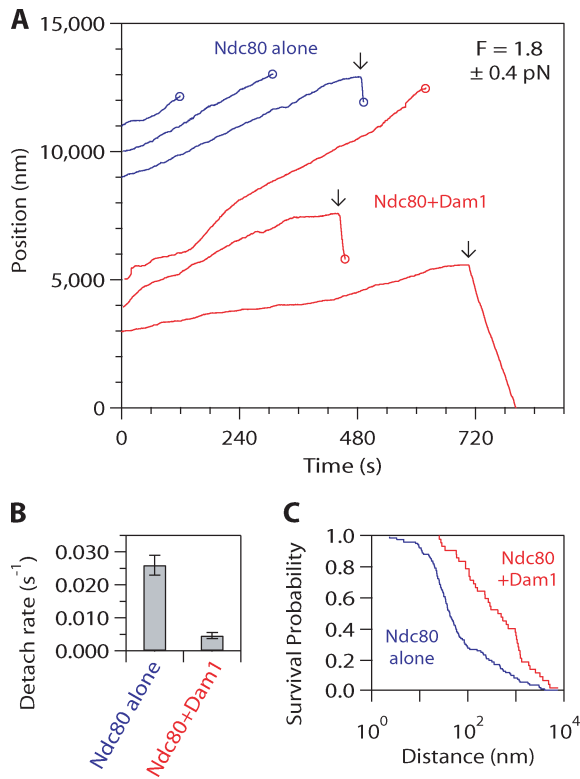 A
15,000
10,000
5,000
0
Position (nm)
Ndc80 alone
F = 1.8
± 0.4 pN
Ndc80+Dam1
0
240
480
720
Time (s)
B
0.030
0.020
0.010
0.000
Detach rate (s-1)
Ndc80 alone
Ndc80+Dam1
C
1.0
0.8
0.6
0.4
0.2
0.0
Survival Probability
Ndc80
+Dam1
Ndc80
alone
10⁰
10²
10⁴
Distance (nm)